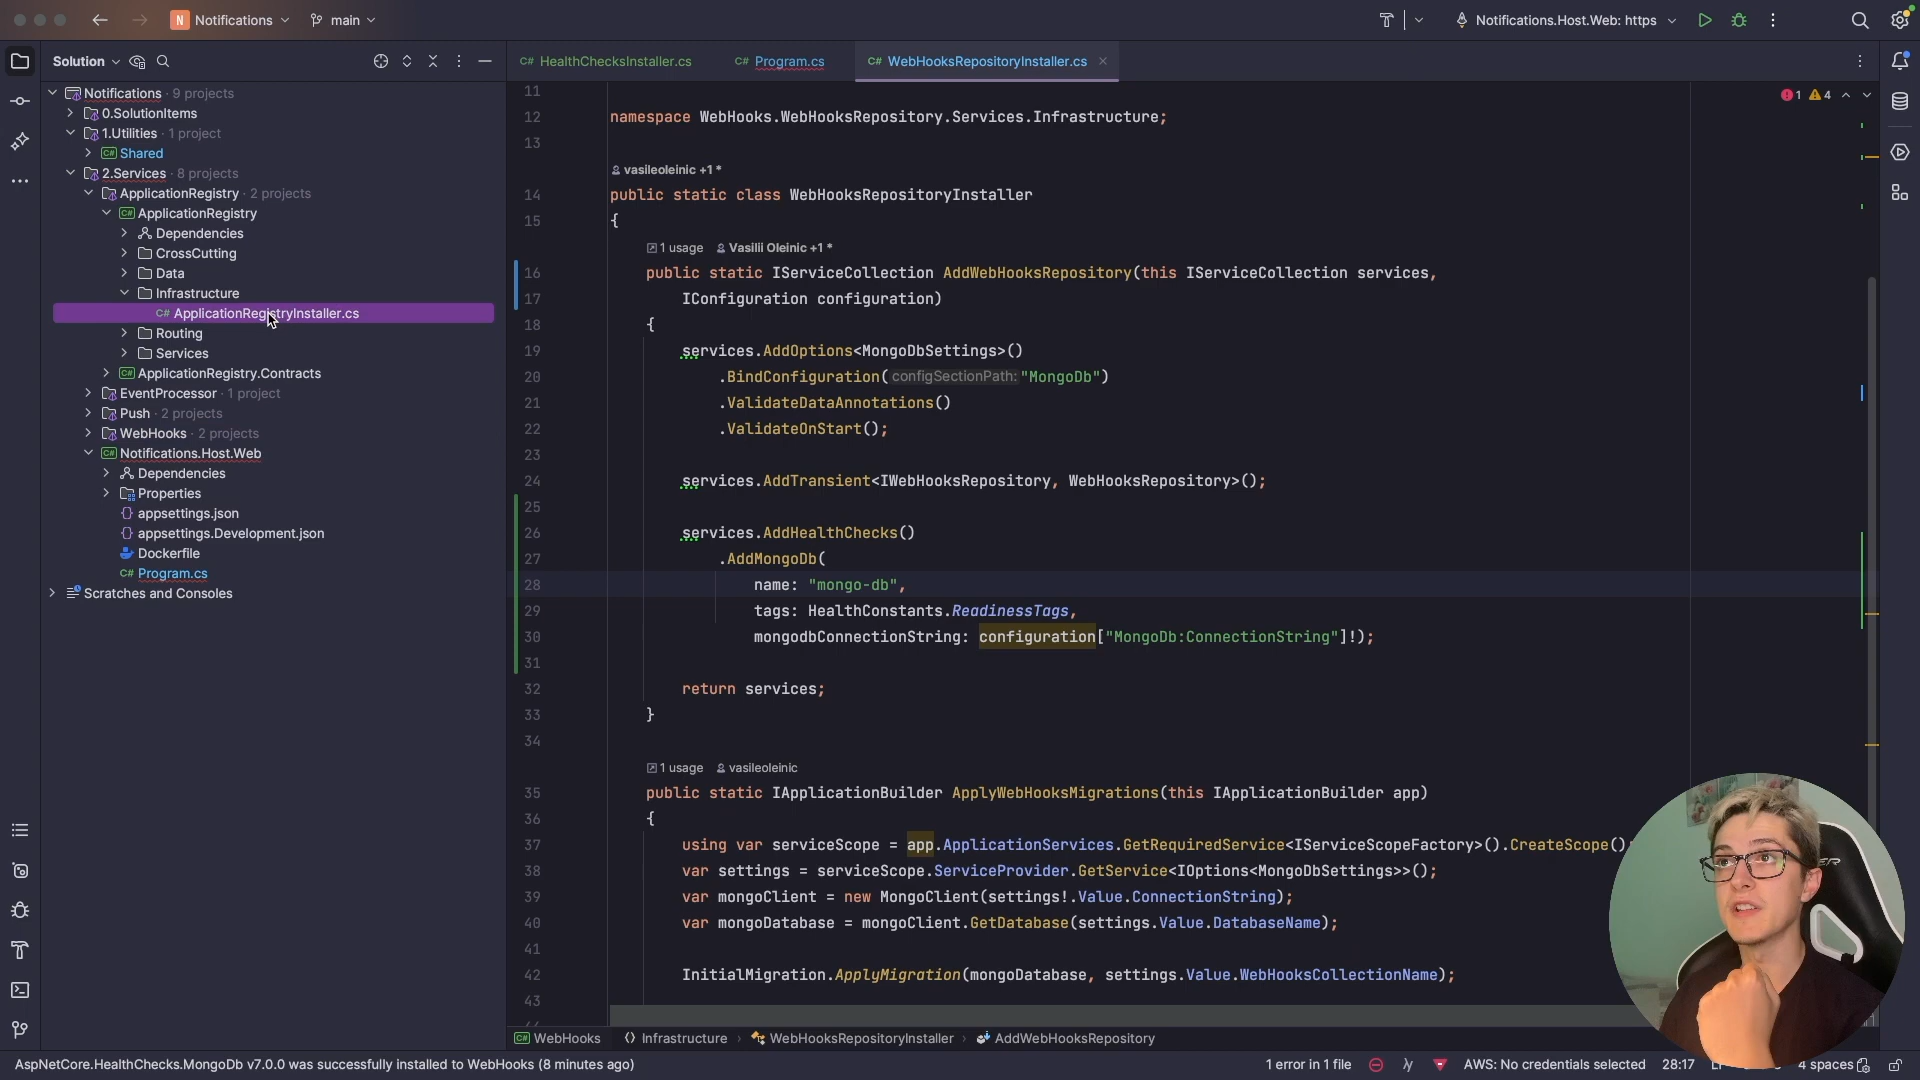 N Notifications main Notifications.Host.Web: https
Solution
HealthChecksInstaller.cs Program.cs WebHooksRepositoryInstaller.cs
Notifications · 9 projects
0.SolutionItems
1.Utilities · 1 project
C# Shared
2.Services · 8 projects
ApplicationRegistry · 2 projects
C# ApplicationRegistry
Dependencies
CrossCutting
Data
Infrastructure
C# ApplicationRegistryInstaller.cs
Routing
Services
C# ApplicationRegistry.Contracts
EventProcessor · 1 project
Push · 2 projects
WebHooks · 2 projects
C# Notifications.Host.Web
Dependencies
Properties
appsettings.json
appsettings.Development.json
Dockerfile
C# Program.cs
Scratches and Consoles
1 4
11
12 namespace WebHooks.WebHooksRepository.Services.Infrastructure;
13
vasileoleinic +1 *
14 public static class WebHooksRepositoryInstaller
15 {
1 usage Vasilii Oleinic +1 *
16 public static IServiceCollection AddWebHooksRepository(this IServiceCollection services,
17 IConfiguration configuration)
18 {
19 services.AddOptions<MongoDbSettings>()
20 .BindConfiguration( configSectionPath: "MongoDb")
21 .ValidateDataAnnotations()
22 .ValidateOnStart();
23
24 services.AddTransient<IWebHooksRepository, WebHooksRepository>();
25
26 services.AddHealthChecks()
27 .AddMongoDb(
28 name: "mongo-db",
29 tags: HealthConstants.ReadinessTags,
30 mongodbConnectionString: configuration["MongoDb:ConnectionString"]!);
31
32 return services;
33 }
34
1 usage vasileoleinic
35 public static IApplicationBuilder ApplyWebHooksMigrations(this IApplicationBuilder app)
36 {
37 using var serviceScope = app.ApplicationServices.GetRequiredService<IServiceScopeFactory>().CreateScope();
38 var settings = serviceScope.ServiceProvider.GetService<IOptions<MongoDbSettings>>();
39 var mongoClient = new MongoClient(settings!.Value.ConnectionString);
40 var mongoDatabase = mongoClient.GetDatabase(settings.Value.DatabaseName);
41
42 InitialMigration.ApplyMigration(mongoDatabase, settings.Value.WebHooksCollectionName);
43
C# WebHooks Infrastructure WebHooksRepositoryInstaller AddWebHooksRepository
AspNetCore.HealthChecks.MongoDb v7.0.0 was successfully installed to WebHooks (8 minutes ago) 1 error in 1 file AWS: No credentials selected 28:17 4 spaces